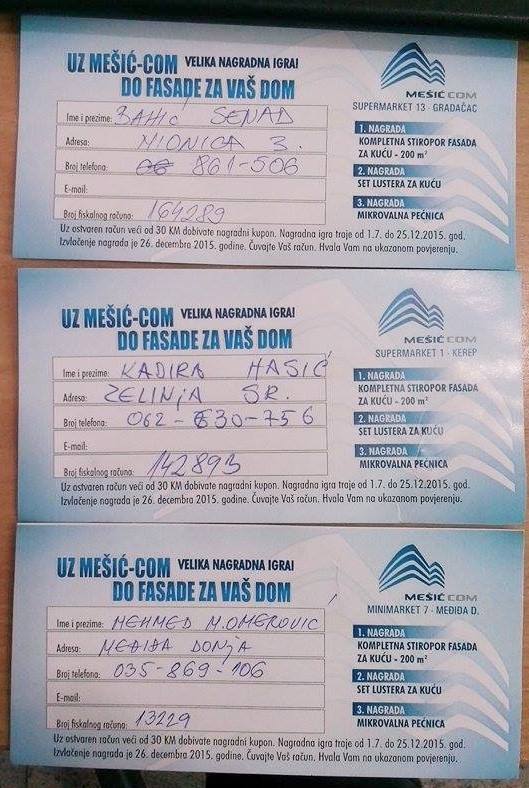 UZ MEŠIĆ-COM VELIKA NAGRADNA IGRA!
DO FASADE ZA VAŠ DOM
Ime i prezime: BAHIĆ SENAD
Adresa: MIONICA 3.
Broj telefona: 861-506
E-mail:
Broj fiskalnog računa: 164289
MEŠIĆ COM
SUPERMARKET 13 - GRADAČAC
1. NAGRADA
KOMPLETNA STIROPOR FASADA
ZA KUĆU - 200 m²
2. NAGRADA
SET LUSTERA ZA KUĆU
3. NAGRADA
MIKROVALNA PEĆNICA
Uz ostvaren račun veći od 30 KM dobivate nagradni kupon. Nagradna igra traje od 1.7. do 25.12.2015. god.
Izvlačenje nagrada je 26. decembra 2015. godine. Čuvajte Vaš račun. Hvala Vam na ukazanom povjerenju.
UZ MEŠIĆ-COM VELIKA NAGRADNA IGRA!
DO FASADE ZA VAŠ DOM
Ime i prezime: KADIRA HASIĆ
Adresa: ZELINJA SR.
Broj telefona: 062-630-756
E-mail:
Broj fiskalnog računa: 142893
MEŠIĆ COM
SUPERMARKET 1 - KEREP
1. NAGRADA
KOMPLETNA STIROPOR FASADA
ZA KUĆU - 200 m²
2. NAGRADA
SET LUSTERA ZA KUĆU
3. NAGRADA
MIKROVALNA PEĆNICA
Uz ostvaren račun veći od 30 KM dobivate nagradni kupon. Nagradna igra traje od 1.7. do 25.12.2015. god.
Izvlačenje nagrada je 26. decembra 2015. godine. Čuvajte Vaš račun. Hvala Vam na ukazanom povjerenju.
UZ MEŠIĆ-COM VELIKA NAGRADNA IGRA!
DO FASADE ZA VAŠ DOM
Ime i prezime: MEHMED M.OMEROVIC
Adresa: MEĐIĐA DONJA
Broj telefona: 035-869-106
E-mail:
Broj fiskalnog računa: 13229
MEŠIĆ COM
MINIMARKET 7 - MEĐIĐA D.
1. NAGRADA
KOMPLETNA STIROPOR FASADA
ZA KUĆU - 200 m²
2. NAGRADA
SET LUSTERA ZA KUĆU
3. NAGRADA
MIKROVALNA PEĆNICA
Uz ostvaren račun veći od 30 KM dobivate nagradni kupon. Nagradna igra traje od 1.7. do 25.12.2015. god.
Izvlačenje nagrada je 26. decembra 2015. godine. Čuvajte Vaš račun. Hvala Vam na ukazanom povjerenju.